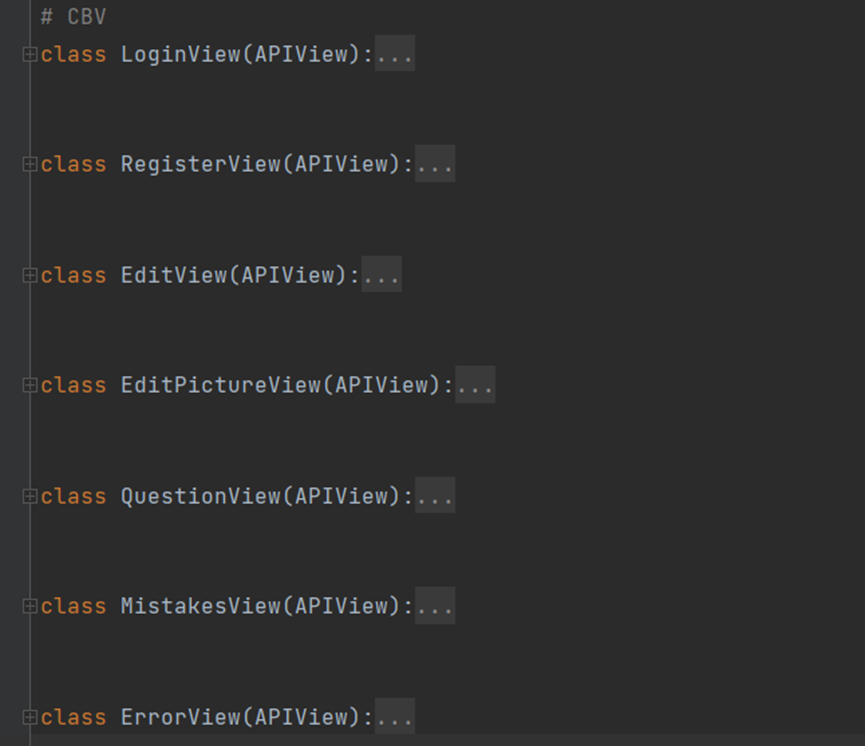 # CBV
class LoginView(APIView):...
class RegisterView(APIView):...
class EditView(APIView):...
class EditPictureView(APIView):...
class QuestionView(APIView):...
class MistakesView(APIView):...
class ErrorView(APIView):...